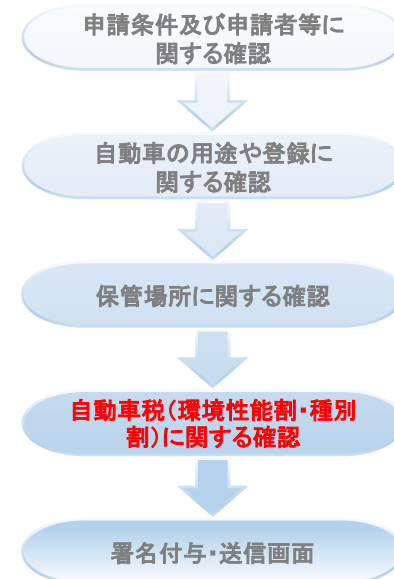 申請条件及び申請者等に
関する確認
自動車の用途や登録に
関する確認
保管場所に関する確認
自動車税（環境性能割・種別
割）に関する確認
署名付与・送信画面